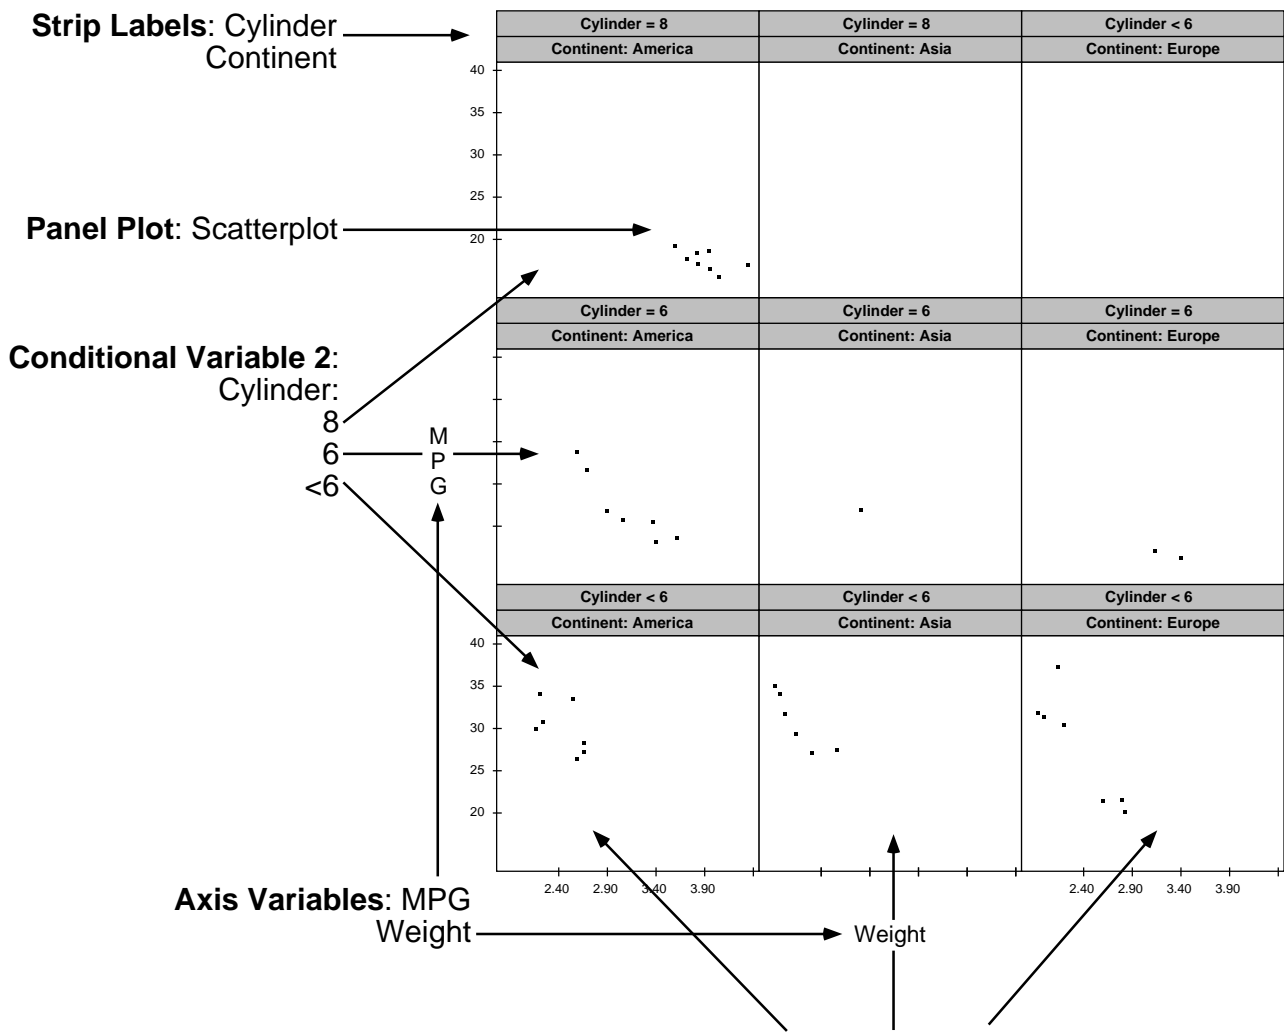 Strip Labels: Cylinder
Continent
Cylinder = 8
Cylinder = 8
Cylinder < 6
Continent: America
Continent: Asia
Continent: Europe
40
35
30
25
20
Panel Plot: Scatterplot
Cylinder = 6
Cylinder = 6
Cylinder = 6
Continent: America
Continent: Asia
Continent: Europe
Conditional Variable 2:
Cylinder:
8
6
<6
M
P
G
Cylinder < 6
Cylinder < 6
Cylinder < 6
Continent: America
Continent: Asia
Continent: Europe
40
35
30
25
20
2.40 2.90 3.40 3.90
2.40 2.90 3.40 3.90
Axis Variables: MPG
Weight
Weight